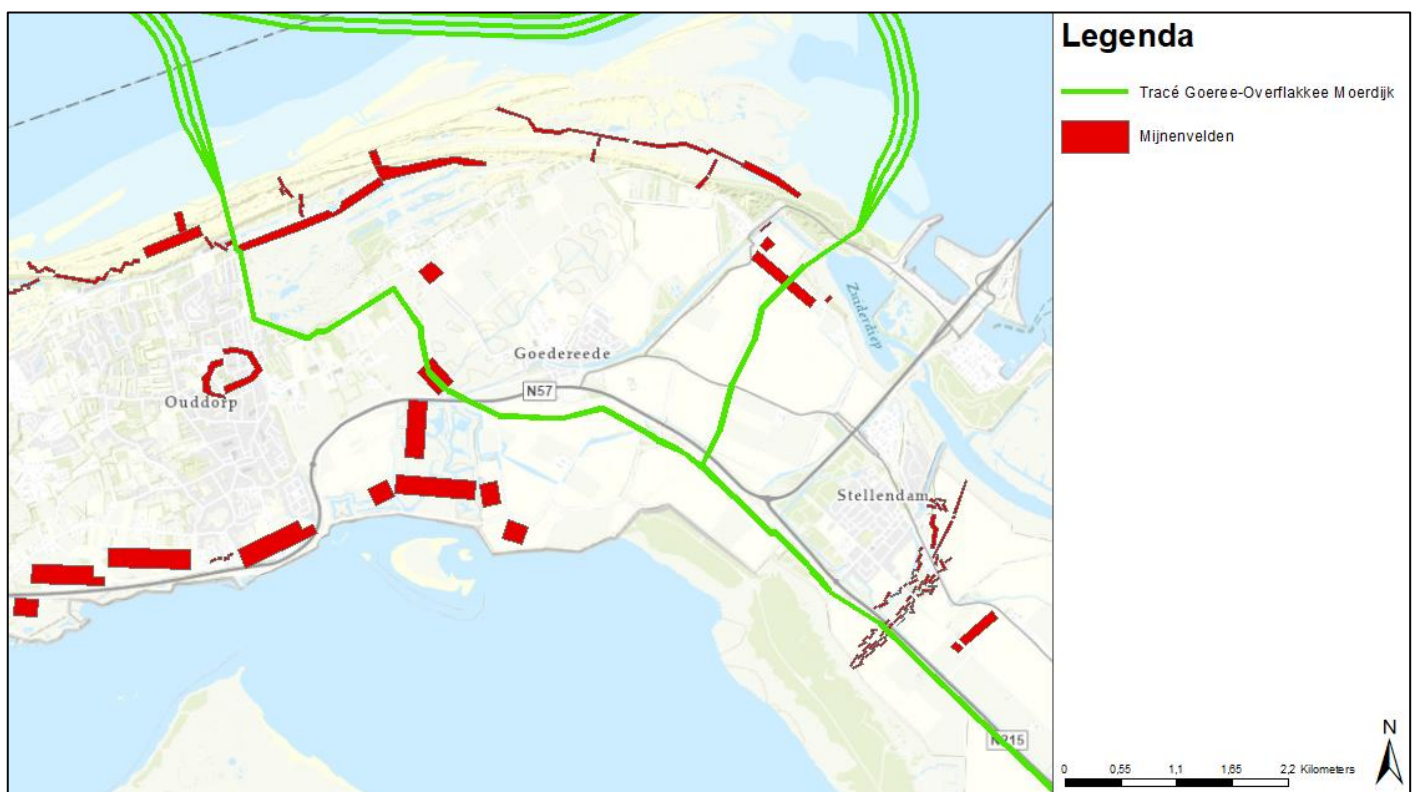 Legenda
Tracé Goeree-Overflakkee Moerdijk
Mijnenvelden
Zuiderdiep
Goedereede
N57
Ouddorp
Stellendam
N215
N
0 0,55 1,1 1,65 2,2 Kilometers